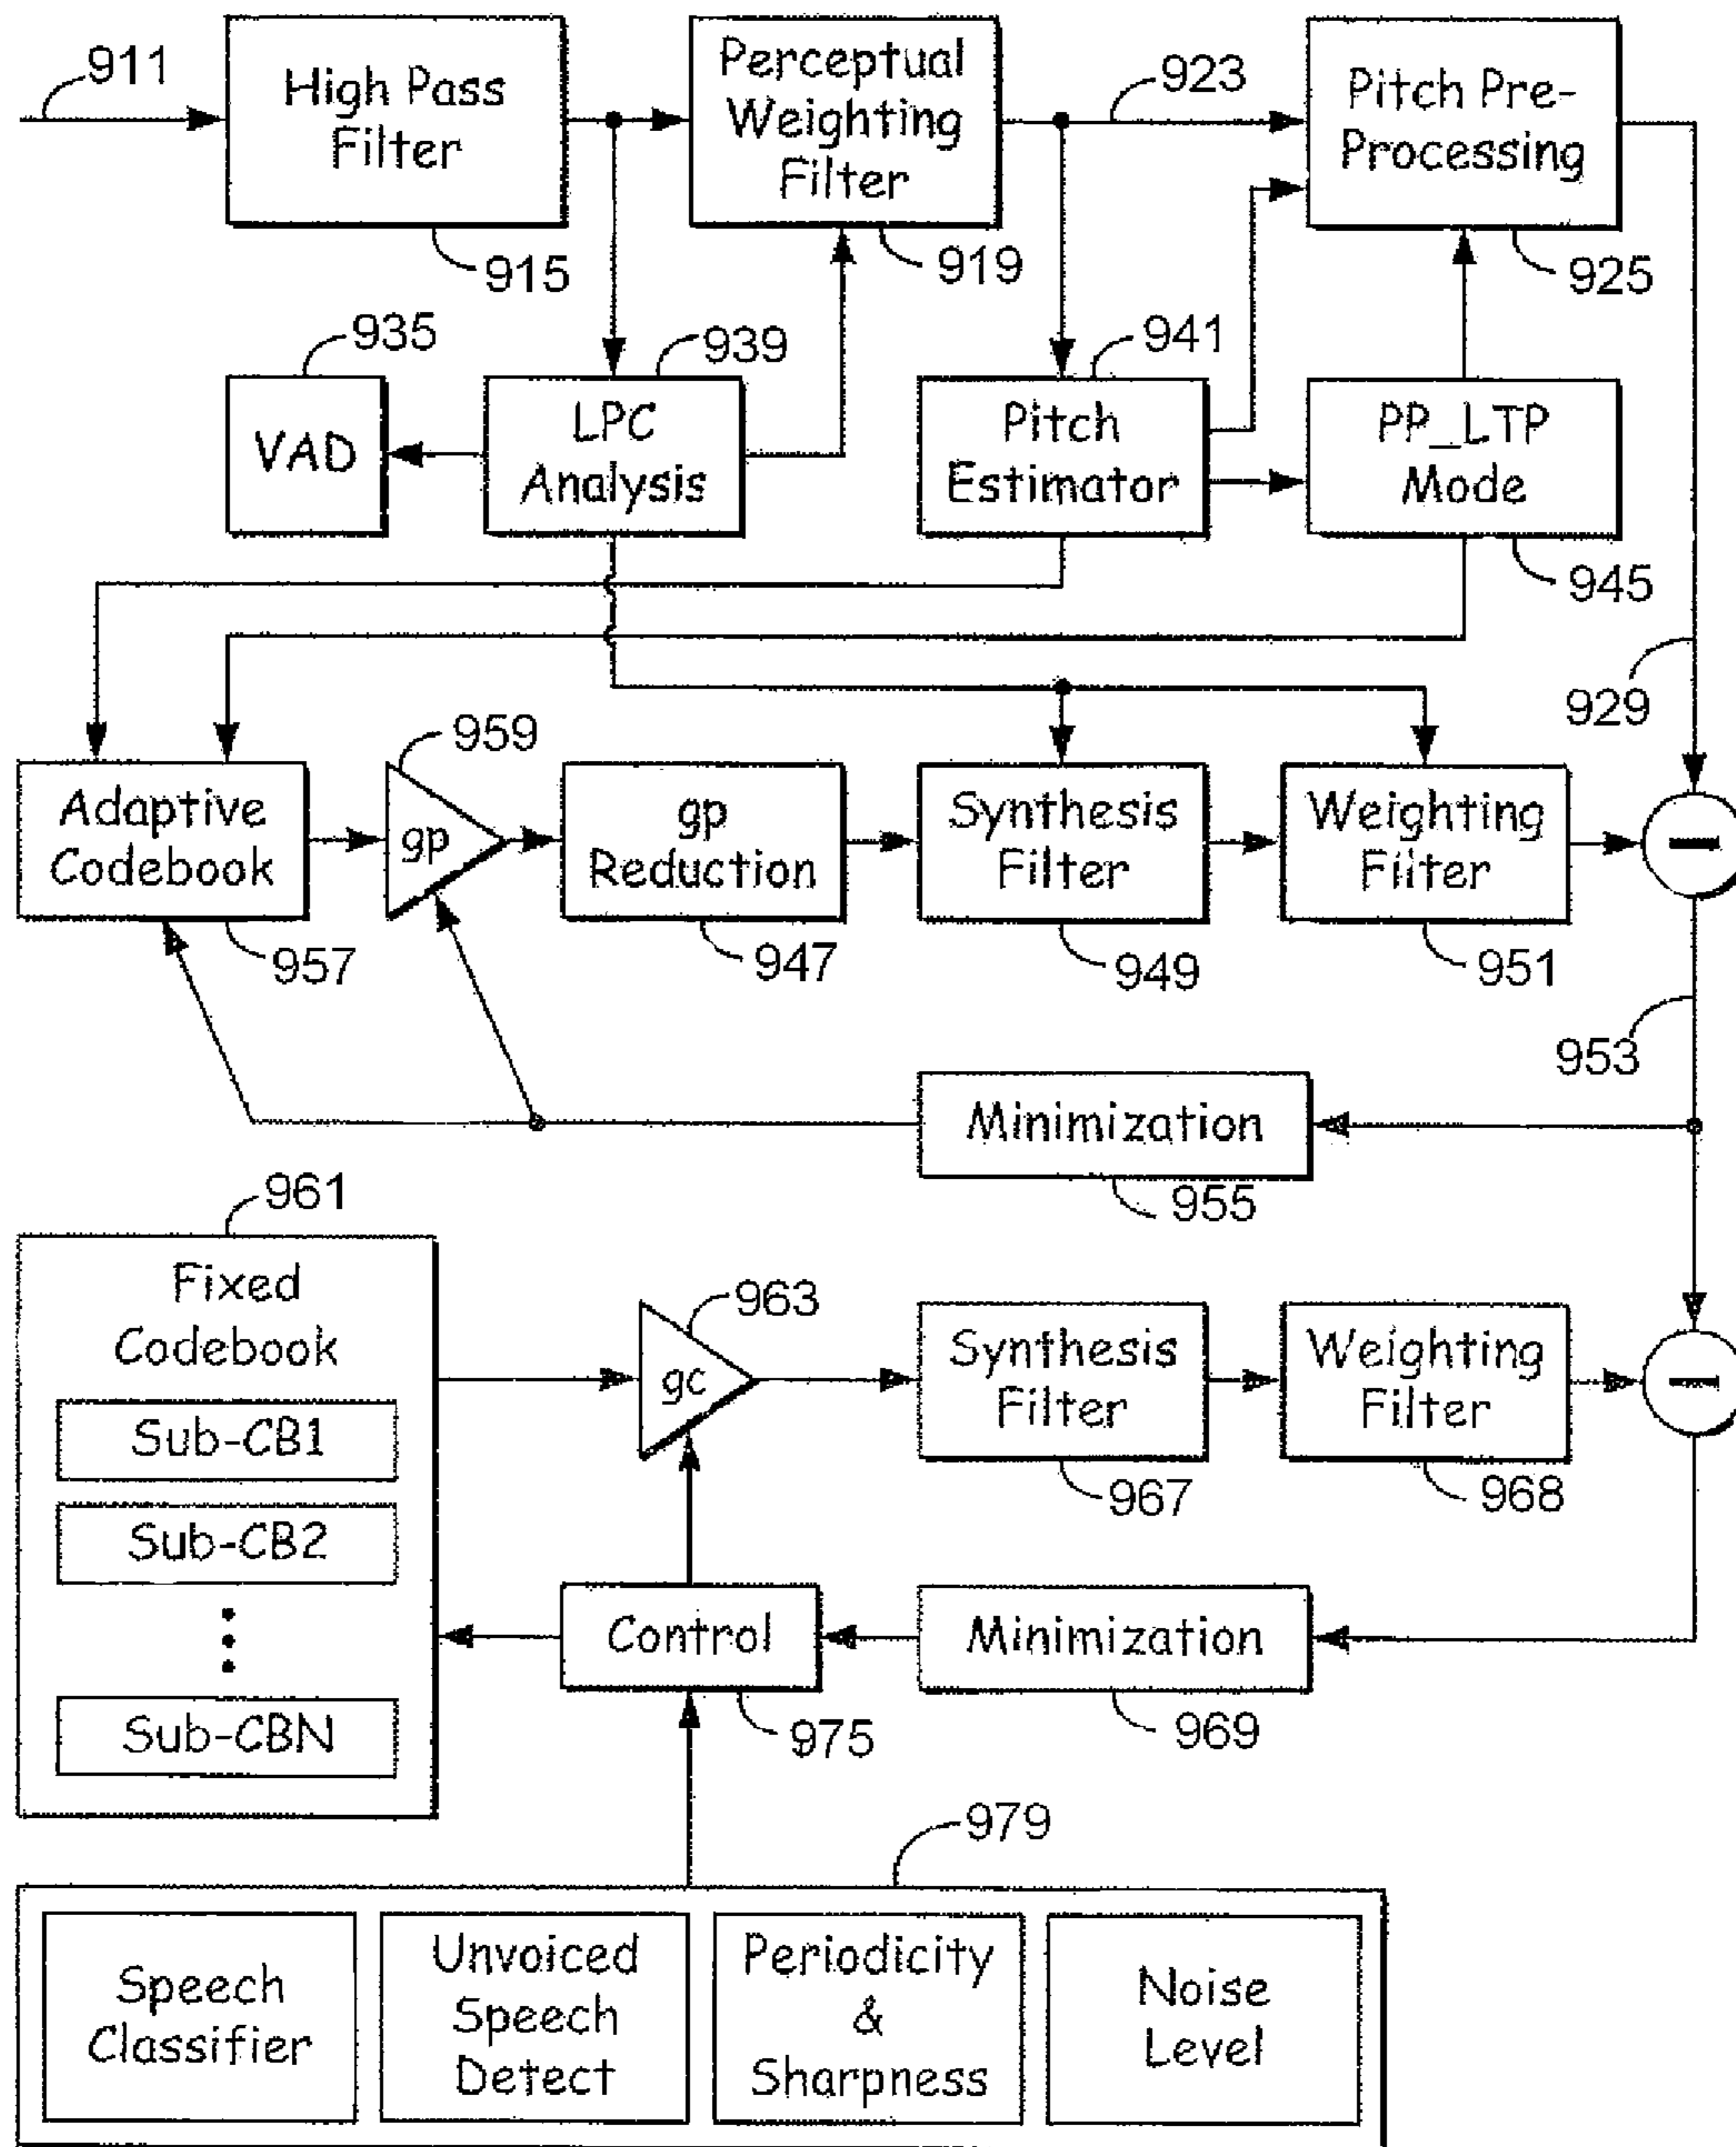 911
High Pass
Filter
915
Perceptual
Weighting
Filter
919
923
Pitch Pre-
Processing
925
935
VAD
939
LPC
Analysis
941
Pitch
Estimator
PP_LTP
Mode
945
929
Adaptive
Codebook
957
959
gp
gp
Reduction
947
Synthesis
Filter
949
Weighting
Filter
951
953
Minimization
955
961
Fixed
Codebook
Sub-CB1
Sub-CB2
Sub-CBN
963
gc
Synthesis
Filter
967
Weighting
Filter
968
Control
975
Minimization
969
979
Speech
Classifier
Unvoiced
Speech
Detect
Periodicity
&
Sharpness
Noise
Level